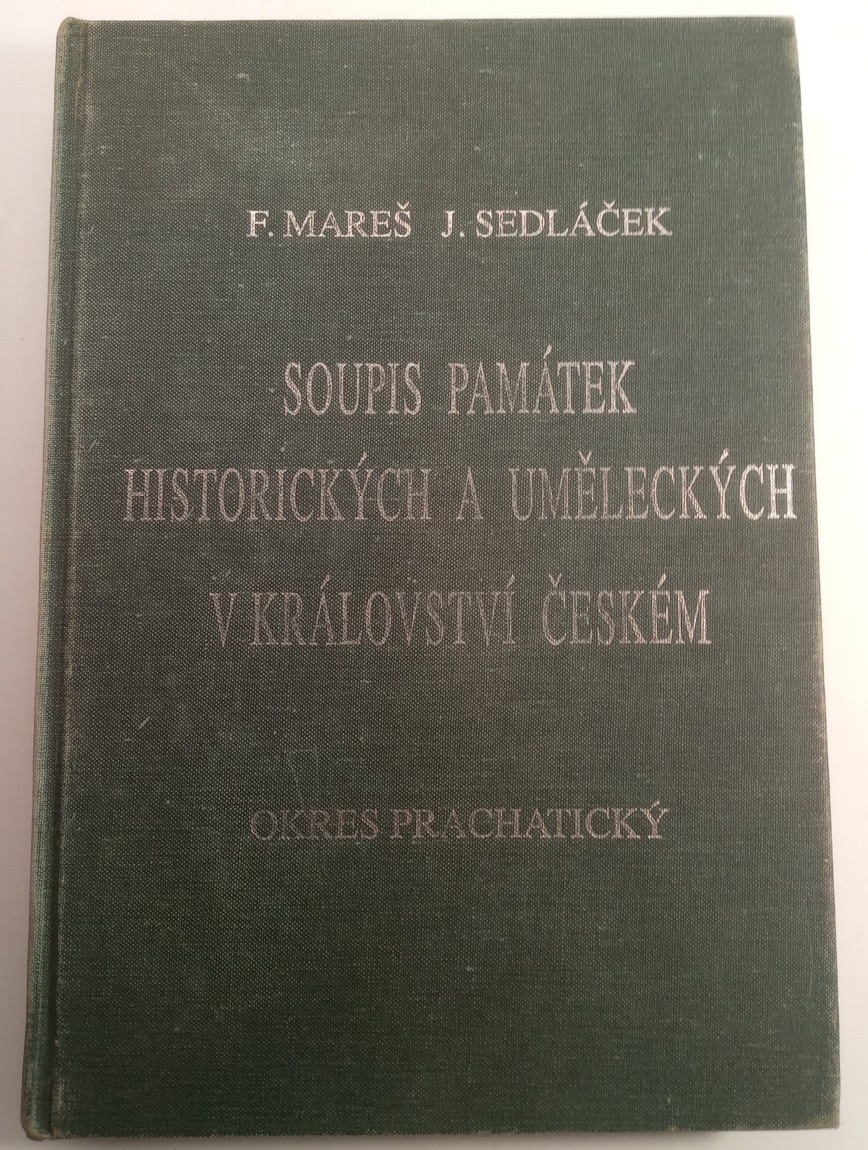 F. MAREŠ J. SEDLÁČEK
SOUPIS PAMÁTEK
HISTORICKÝCH A UMĚLECKÝCH
V KRÁLOVSTVÍ ČESKÉM
OKRES PRACHATICKÝ